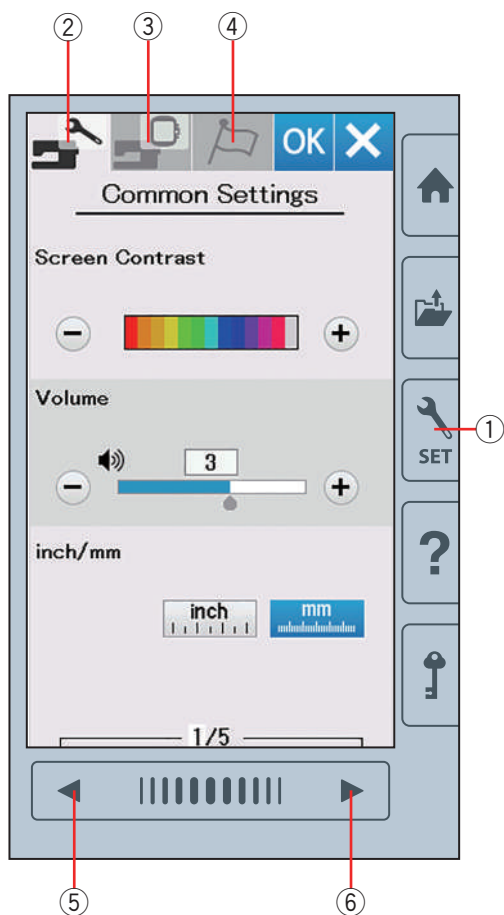 ② ③ ④
OK
Common Settings
Screen Contrast
Volume
3
① 
SET
inch/mm
inch mm
?
1/5
⑤ ⑥